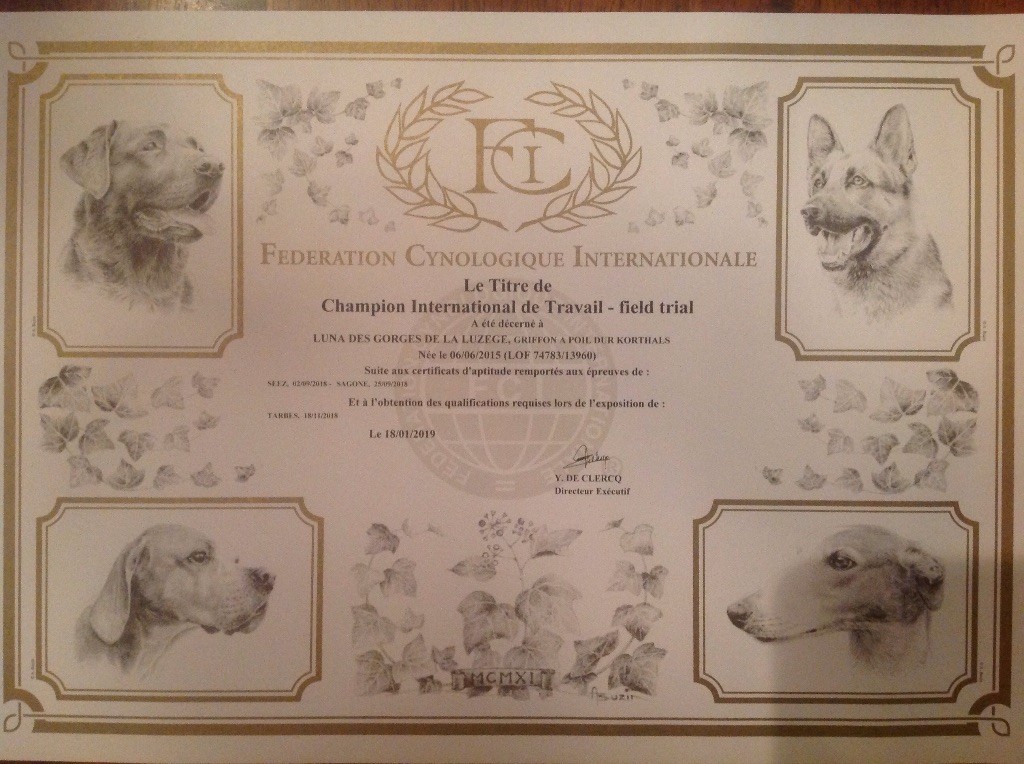 FCI
FEDERATION CYNOLOGIQUE INTERNATIONALE
Le Titre de
Champion International de Travail - field trial
A été décerné à
LUNA DES GORGES DE LA LUZEGE, GRIFFON A POIL DUR KORTHALS
Née le 06/06/2015 (LOF 74783/13960)
Suite aux certificats d'aptitude remportés aux épreuves de :
SEEZ, 02/09/2018 - SAGONE, 25/09/2018
Et à l'obtention des qualifications requises lors de l'exposition de :
TARBES, 18/11/2018
Le 18/01/2019
Y. DE CLERCQ
Directeur Exécutif
MCMXI